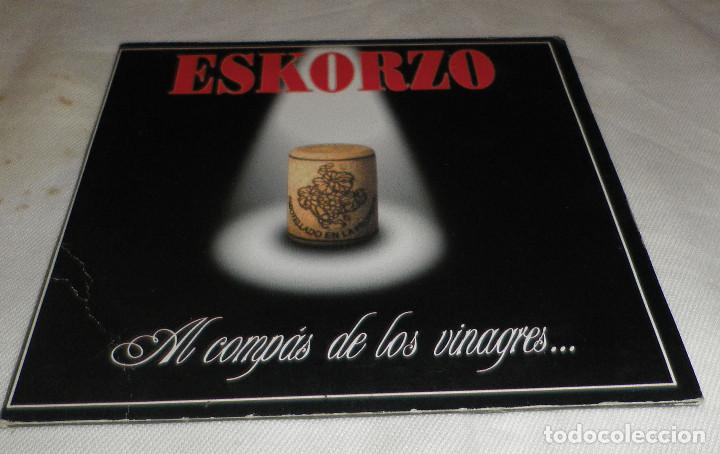 ESKORZO
EMBOTELLADO EN LA
Al compás de los vinagres...
todocoleccion